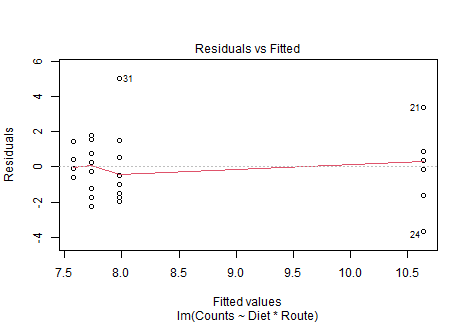 Residuals vs Fitted
Residuals
6
4
2
0
-2
-4
31
21
24
7.5 8.0 8.5 9.0 9.5 10.0 10.5
Fitted values
lm(Counts ~ Diet * Route)